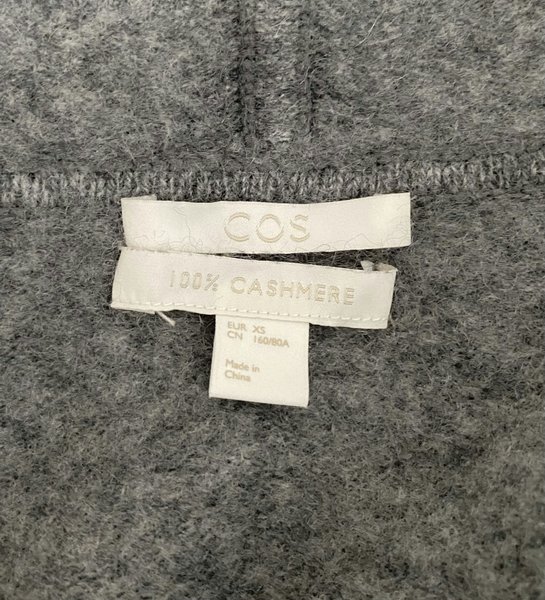 COS
100% CASHMERE
EUR XS
CN 160/80A
Made in
China